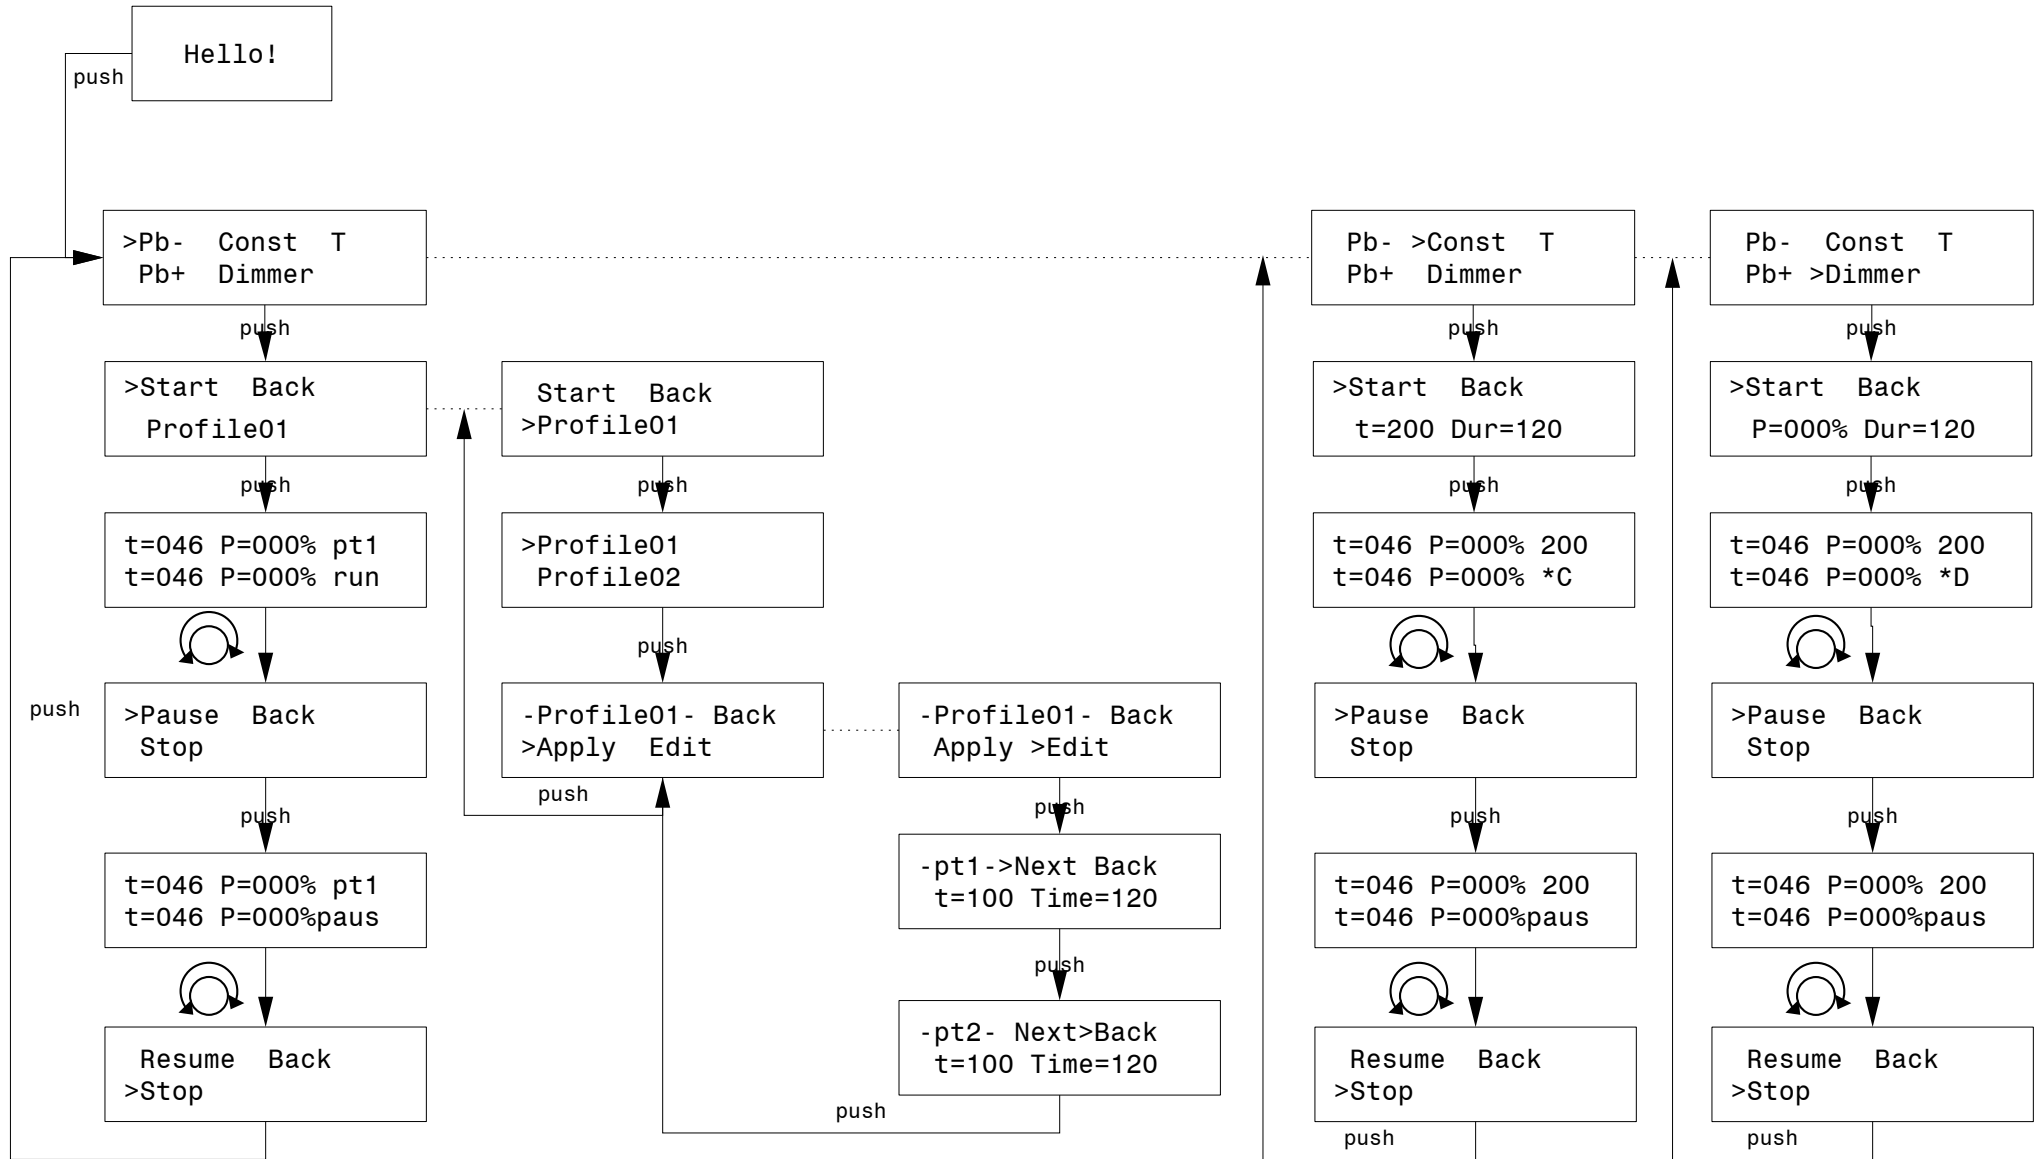 Hello!
push
>Pb-  Const  T
 Pb+  Dimmer
push
>Start  Back
 Profile01
push
t=046 P=000% pt1
t=046 P=000% run
>Pause  Back
 Stop
push
t=046 P=000% pt1
t=046 P=000%paus
 Resume  Back
>Stop
push
 Start  Back
>Profile01
push
>Profile01
 Profile02
push
-Profile01- Back
>Apply  Edit
push
-Profile01- Back
 Apply >Edit
push
-pt1->Next Back
 t=100 Time=120
push
-pt2- Next>Back
 t=100 Time=120
push
 Pb- >Const  T
 Pb+  Dimmer
push
>Start  Back
 t=200 Dur=120
push
t=046 P=000% 200
t=046 P=000% *C
>Pause  Back
 Stop
push
t=046 P=000% 200
t=046 P=000%paus
 Resume  Back
>Stop
push
 Pb-  Const  T
 Pb+ >Dimmer
push
>Start  Back
 P=000% Dur=120
push
t=046 P=000% 200
t=046 P=000% *D
>Pause  Back
 Stop
push
t=046 P=000% 200
t=046 P=000%paus
 Resume  Back
>Stop
push